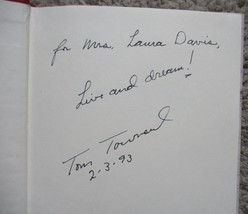 for Mrs. Laura Davis,
Live and dream!
Tom Townsend
2.3.93